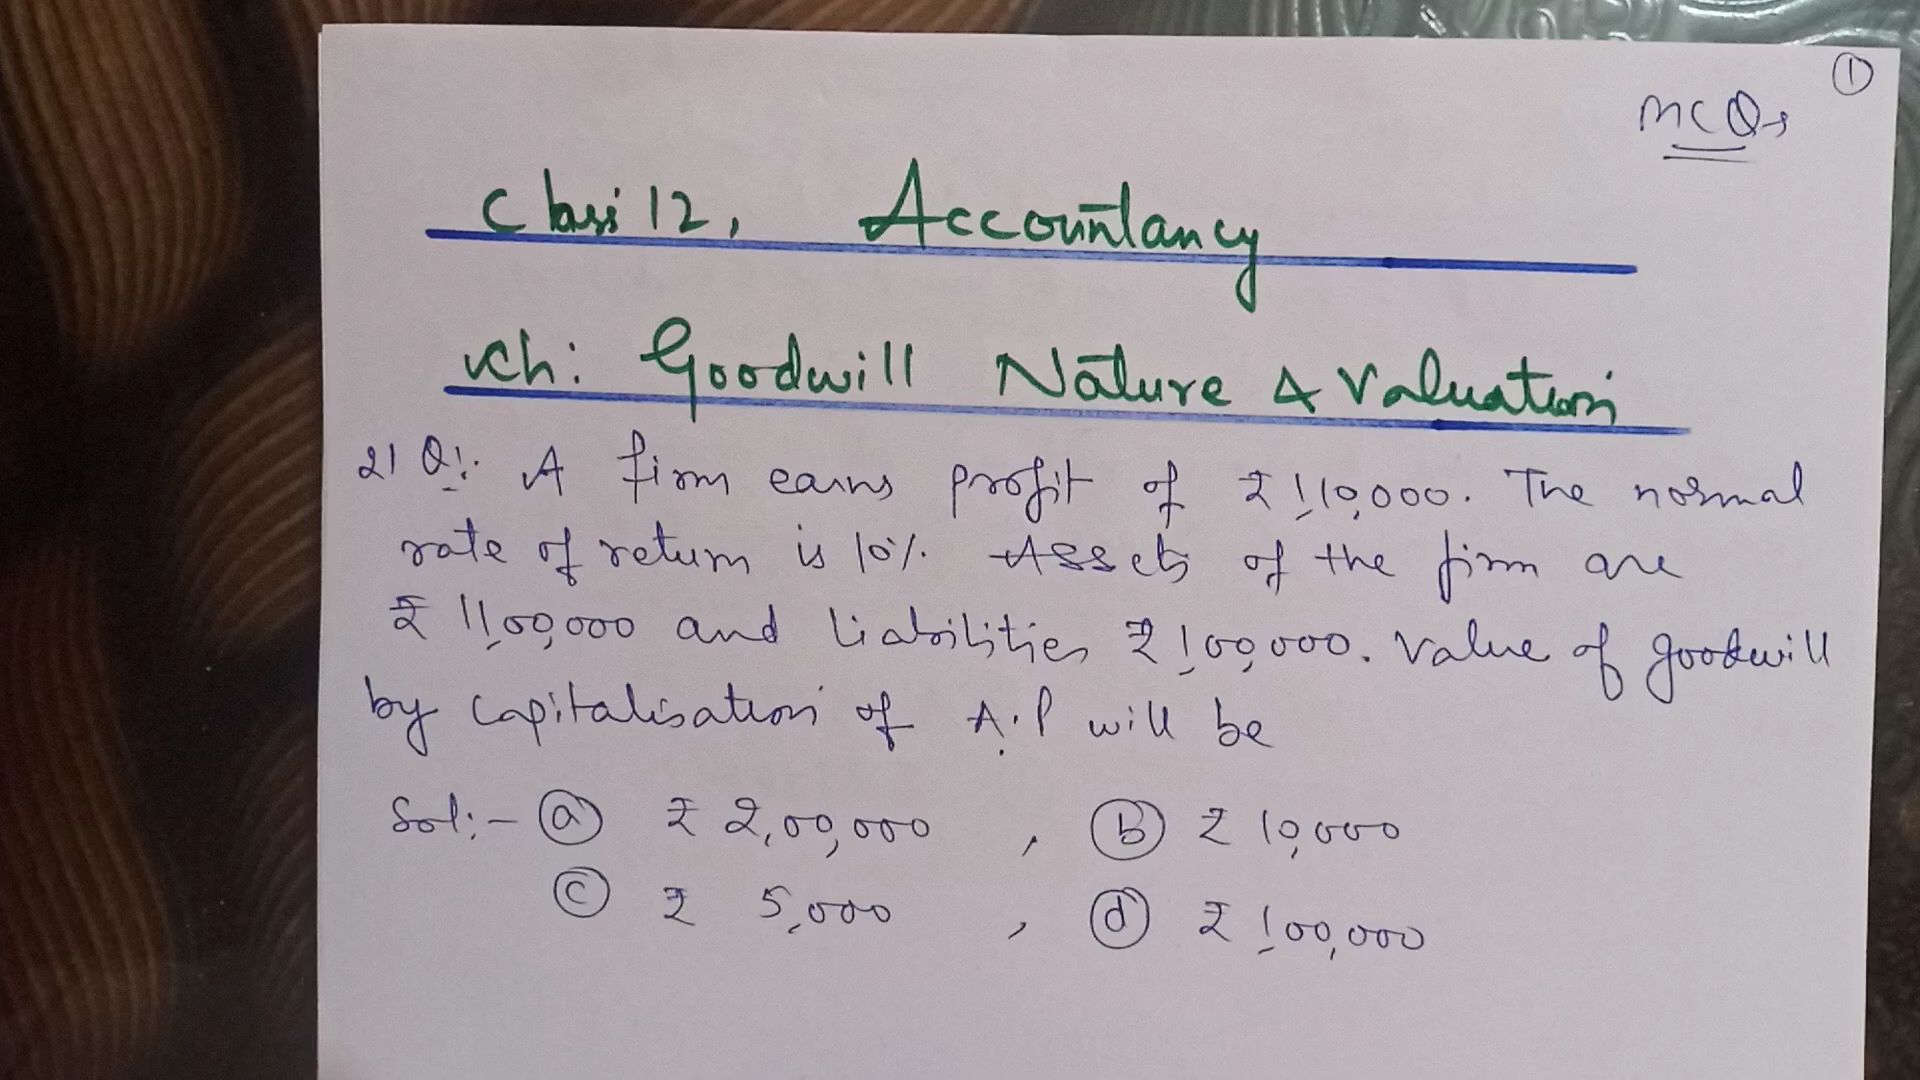 ①
MCQs
Class 12, Accountancy
Ch: Goodwill Nature & Valuation
21 Q:. A firm earns profit of ₹ 1,10,000. The normal
rate of return is 10%. Assets of the firm are
₹ 11,00,000 and liabilities ₹ 1,00,000. Value of goodwill
by capitalisation of A.P will be
Sol:- ⓐ ₹ 2,00,000 , ⓑ ₹ 10,000
ⓒ ₹ 5,000 , ⓓ ₹ 1,00,000